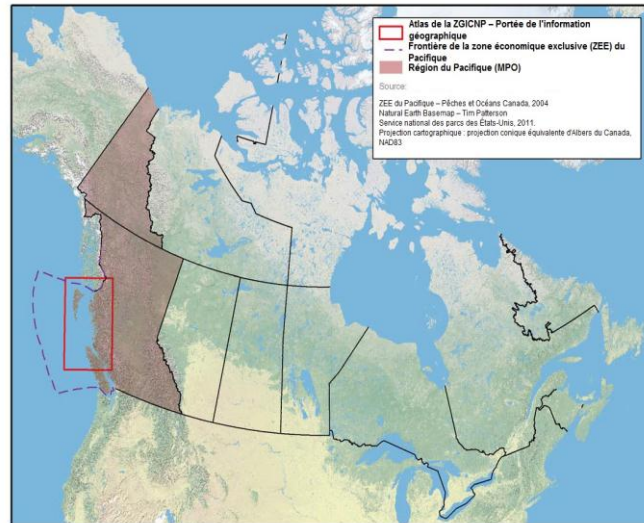 Atlas de la ZGICNP – Portée de l'information
géographique
Frontière de la zone économique exclusive (ZEE) du
Pacifique
Région du Pacifique (MPO)
Source:
ZEE du Pacifique – Pêches et Océans Canada, 2004
Natural Earth Basemap – Tim Patterson
Service national des parcs des États-Unis, 2011.
Projection cartographique : projection conique équivalente d'Albers du Canada,
NAD83